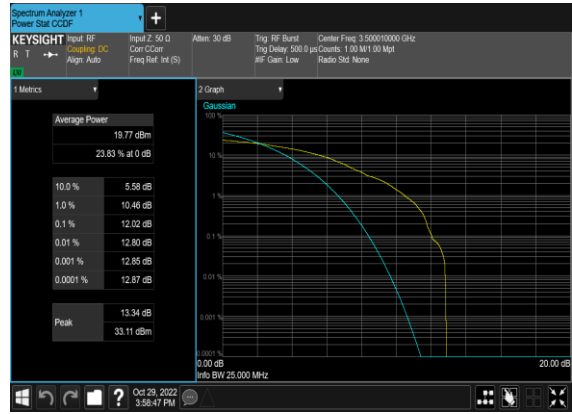 Spectrum Analyzer 1
Power Stat CCDF
+
KEYSIGHT
R T
LXI
Input: RF
Coupling: DC
Align: Auto
Input Z: 50 Ω
Corr CCorr
Freq Ref: Int (S)
Atten: 30 dB
Trig: RF Burst
Trig Delay: 500.0 µs
#IF Gain: Low
Center Freq: 3.500010000 GHz
Counts: 1.00 M/1.00 Mpt
Radio Std: None
1 Metrics
Average Power
19.77 dBm
23.83 % at 0 dB
10.0 % 5.58 dB
1.0 % 10.46 dB
0.1 % 12.02 dB
0.01 % 12.80 dB
0.001 % 12.85 dB
0.0001 % 12.87 dB
Peak
13.34 dB
33.11 dBm
2 Graph
Gaussian
100 %
10 %
1 %
0.1 %
0.01 %
0.001 %
0.0001 %
0.00 dB
20.00 dB
Info BW 25.000 MHz
?
Oct 29, 2022
3:58:47 PM